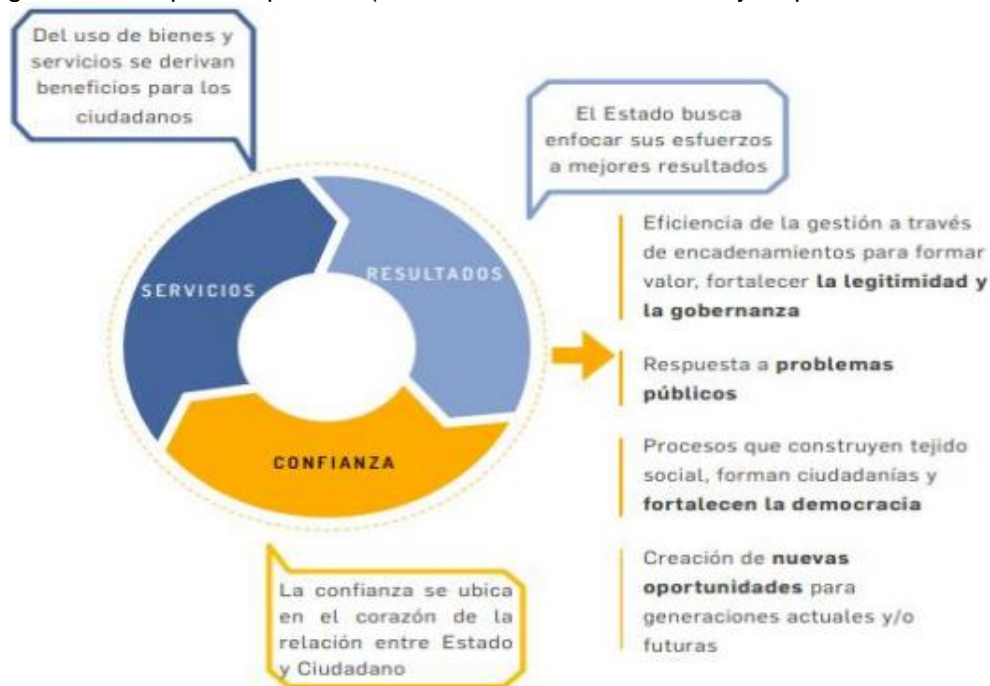 Del uso de bienes y
servicios se derivan
beneficios para los
ciudadanos
El Estado busca
enfocar sus esfuerzos
a mejores resultados
SERVICIOS
RESULTADOS
CONFIANZA
Eficiencia de la gestión a través
de encadenamientos para formar
valor, fortalecer la legitimidad y
la gobernanza
Respuesta a problemas
públicos
Procesos que construyen tejido
social, forman ciudadanías y
fortalecen la democracia
Creación de nuevas
oportunidades para
generaciones actuales y/o
futuras
La confianza se ubica
en el corazón de la
relación entre Estado
y Ciudadano